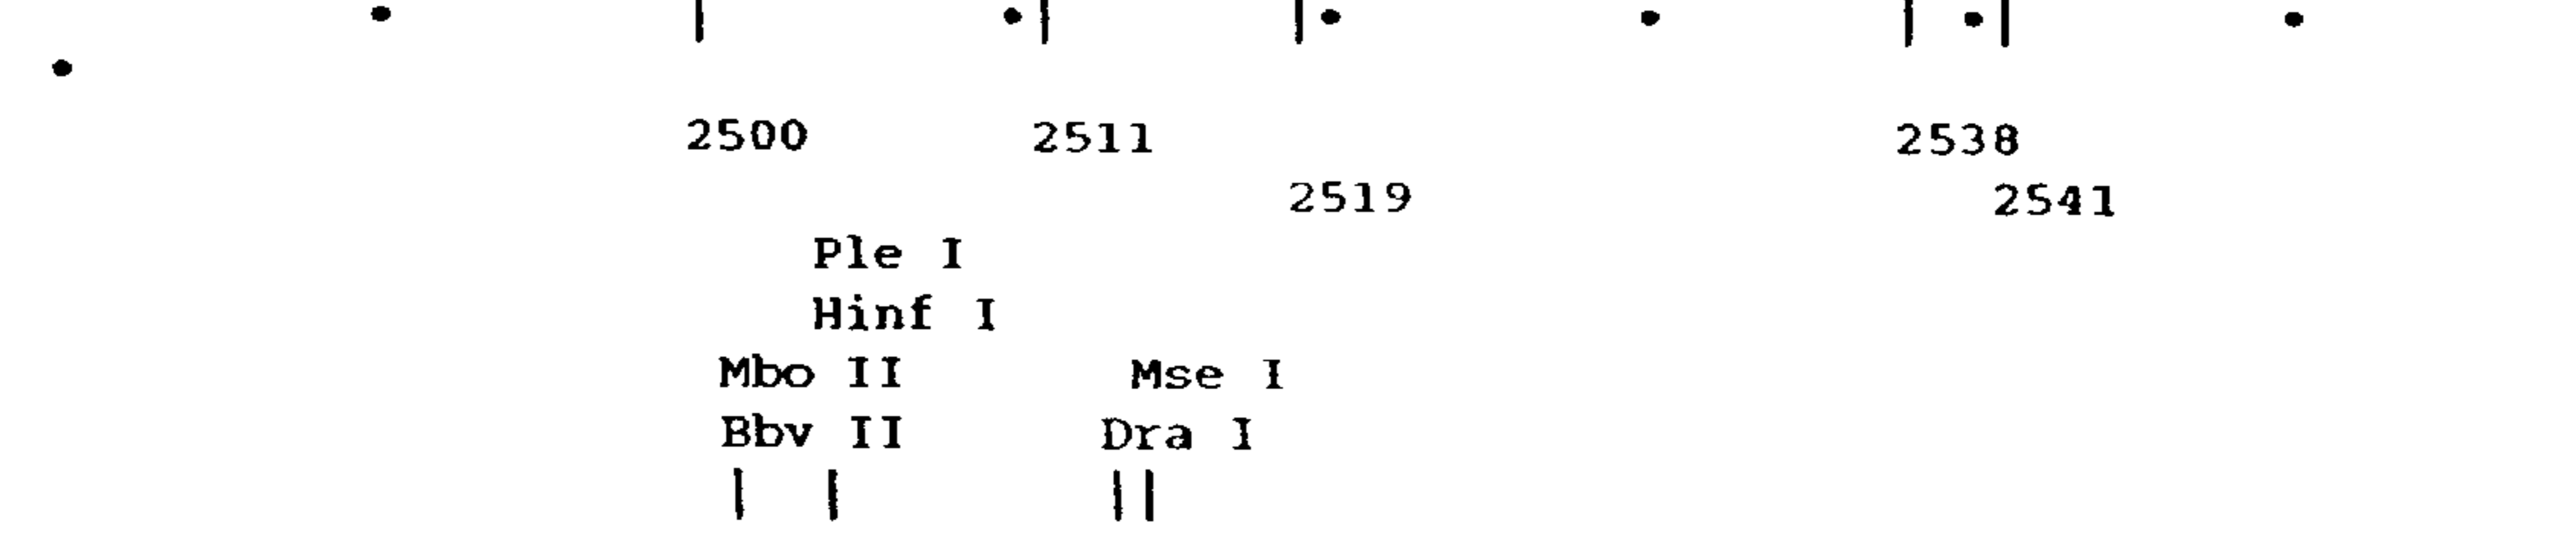 2500 2511 2538
2519 2541
Ple I
Hinf I
Mbo II Mse I
Bbv II Dra I